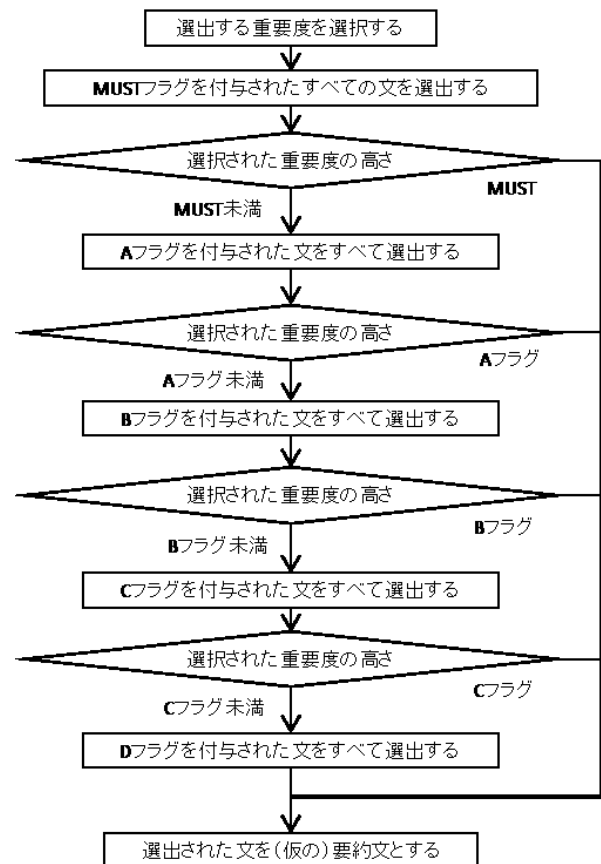 選出する重要度を選択する
MUSTフラグを付与されたすべての文を選出する
選択された重要度の高さ
MUST
MUST未満
Aフラグを付与された文をすべて選出する
選択された重要度の高さ
Aフラグ
Aフラグ未満
Bフラグを付与された文をすべて選出する
選択された重要度の高さ
Bフラグ
Bフラグ未満
Cフラグを付与された文をすべて選出する
選択された重要度の高さ
Cフラグ
Cフラグ未満
Dフラグを付与された文をすべて選出する
選出された文を(仮の)要約文とする